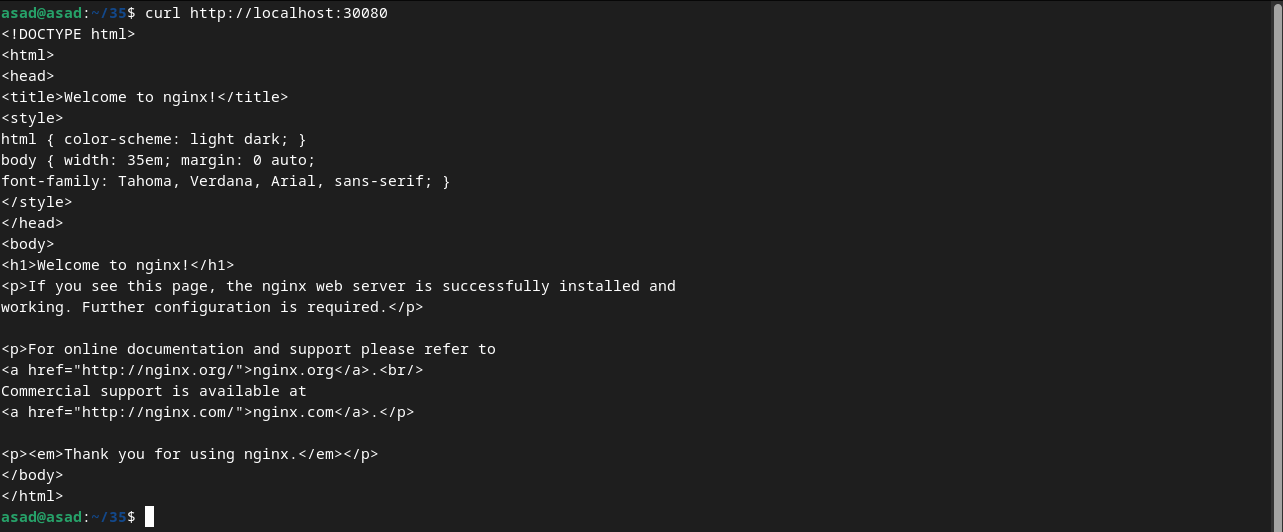 asad@asad:~/35$ curl http://localhost:30080
<!DOCTYPE html>
<html>
<head>
<title>Welcome to nginx!</title>
<style>
html { color-scheme: light dark; }
body { width: 35em; margin: 0 auto;
font-family: Tahoma, Verdana, Arial, sans-serif; }
</style>
</head>
<body>
<h1>Welcome to nginx!</h1>
<p>If you see this page, the nginx web server is successfully installed and
working. Further configuration is required.</p>

<p>For online documentation and support please refer to
<a href="http://nginx.org/">nginx.org</a>.<br/>
Commercial support is available at
<a href="http://nginx.com/">nginx.com</a>.</p>

<p><em>Thank you for using nginx.</em></p>
</body>
</html>
asad@asad:~/35$